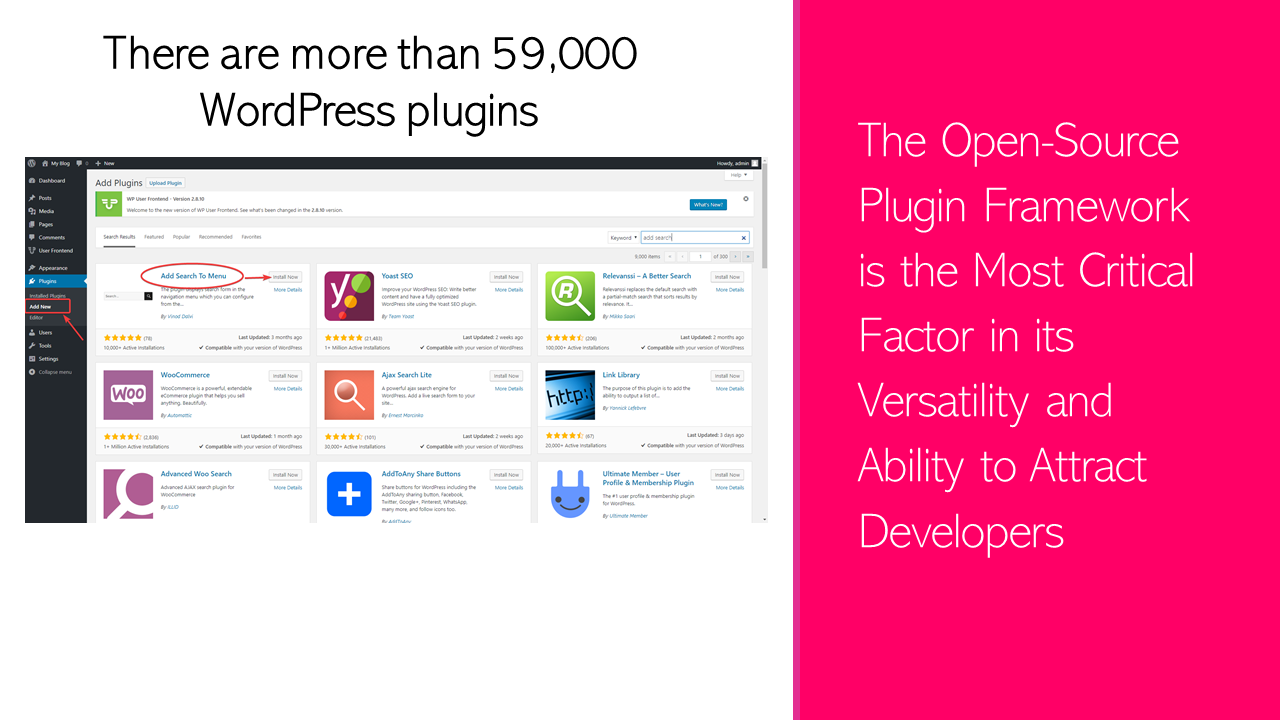 There are more than 59,000
WordPress plugins
My Blog 0 + New
Howdy, admin
Dashboard
Posts
Media
Pages
Comments
User Frontend
Appearance
Plugins
Installed Plugins
Add New
Editor
Users
Tools
Settings
Collapse menu
Add Plugins Upload Plugin
Help
WP User Frontend - Version 2.8.10
Welcome to the new version of WP User Frontend. See what's been changed in the 2.8.10 version.
What's New?
Search Results Featured Popular Recommended Favorites
Keyword add search
9,000 items « ‹ 1 of 300 › »
Add Search To Menu
Install Now
More Details
The plugin displays search form in the
navigation menu which you can configure
from the...
By Vinod Dalvi
(78)
10,000+ Active Installations
Last Updated: 3 months ago
Compatible with your version of WordPress
Yoast SEO
Install Now
More Details
Improve your WordPress SEO: Write better
content and have a fully optimized
WordPress site using the Yoast SEO plugin.
By Team Yoast
(21,463)
1+ Million Active Installations
Last Updated: 2 weeks ago
Compatible with your version of WordPress
Relevanssi – A Better Search
Install Now
More Details
Relevanssi replaces the default search with
a partial-match search that sorts results by
relevance. It...
By Mikko Saari
(206)
100,000+ Active Installations
Last Updated: 2 months ago
Compatible with your version of WordPress
WOO
WooCommerce
Install Now
More Details
WooCommerce is a powerful, extendable
eCommerce plugin that helps you sell
anything. Beautifully.
By Automattic
(2,836)
1+ Million Active Installations
Last Updated: 1 month ago
Compatible with your version of WordPress
Ajax Search Lite
Install Now
More Details
A powerful ajax search engine for
WordPress. Add a live search form to your
site...
By Ernest Marcinko
(101)
30,000+ Active Installations
Last Updated: 2 weeks ago
Compatible with your version of WordPress
http:/
Link Library
Install Now
More Details
The purpose of this plugin is to add the
ability to output a list of...
By Yannick Lefebvre
(67)
20,000+ Active Installations
Last Updated: 3 days ago
Compatible with your version of WordPress
Advanced Woo Search
Install Now
More Details
Advanced AJAX search plugin for
WooCommerce
By ILLID
AddToAny Share Buttons
Install Now
More Details
Share buttons for WordPress including the
AddToAny sharing button, Facebook,
Twitter, Google+, Pinterest, WhatsApp,
many more, and follow icons too.
By AddToAny
Ultimate Member – User
Profile & Membership Plugin
Install Now
More Details
The #1 user profile & membership plugin
for WordPress.
By Ultimate Member
The Open-Source
Plugin Framework
is the Most Critical
Factor in its
Versatility and
Ability to Attract
Developers